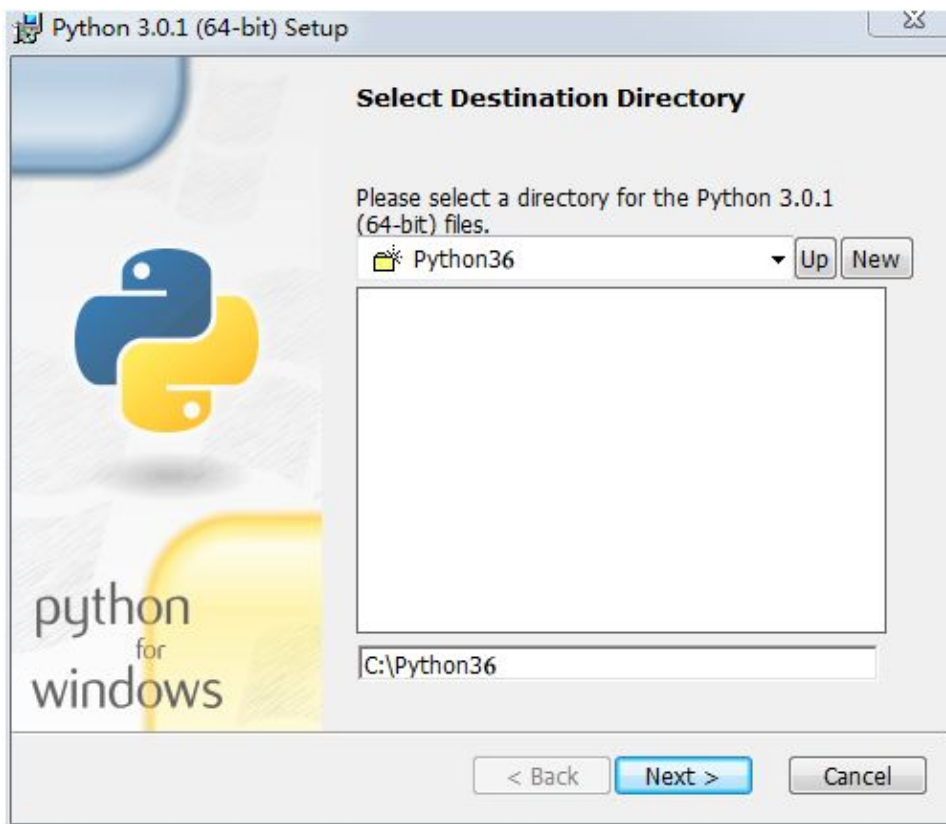 Python 3.0.1 (64-bit) Setup
Select Destination Directory
Please select a directory for the Python 3.0.1
(64-bit) files.
Python36
Up
New
C:\Python36
python
for
windows
< Back
Next >
Cancel